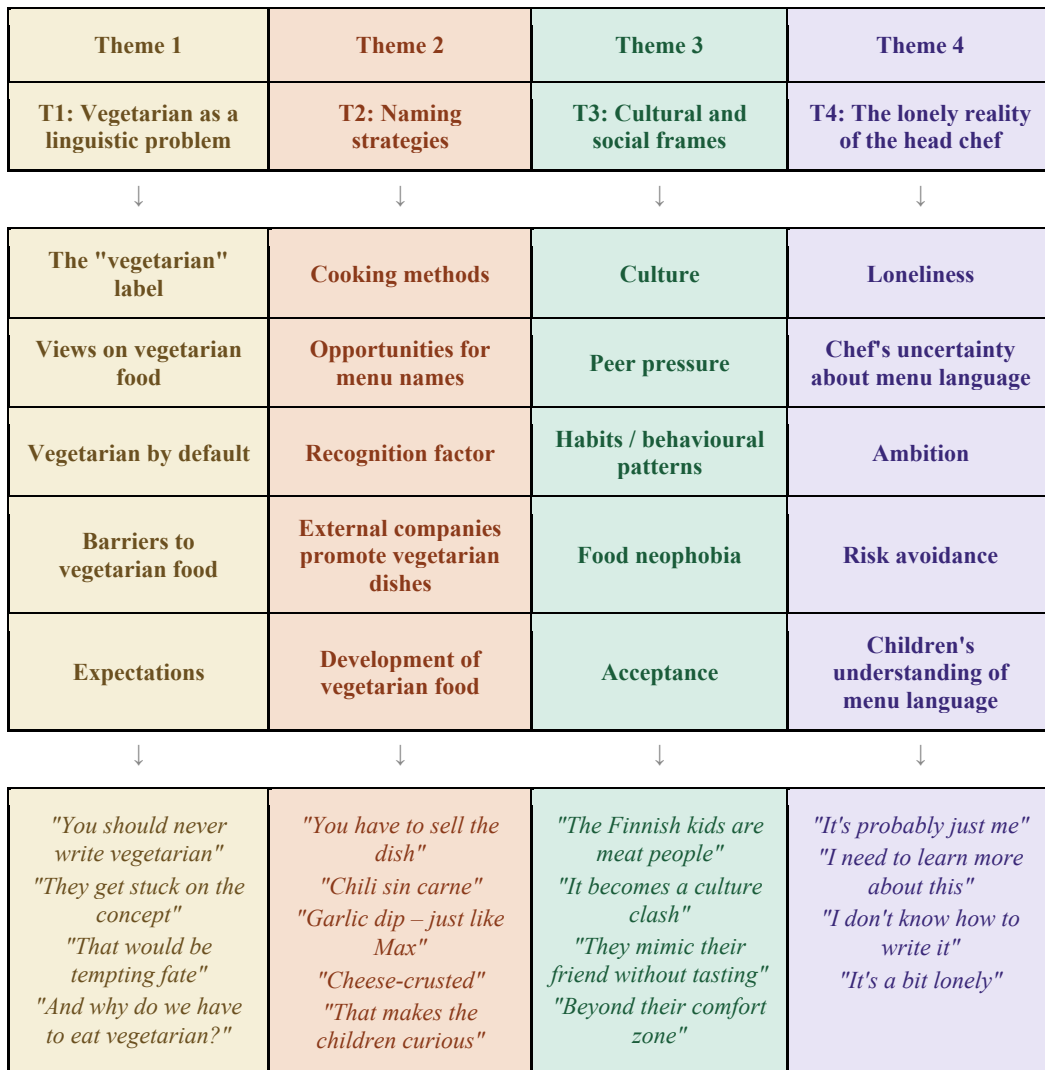 Theme 1
Theme 2
Theme 3
Theme 4
T1: Vegetarian as a
linguistic problem
T2: Naming
strategies
T3: Cultural and
social frames
T4: The lonely reality
of the head chef
↓
↓
↓
↓
The "vegetarian"
label
Cooking methods
Culture
Loneliness
Views on vegetarian
food
Opportunities for
menu names
Peer pressure
Chef's uncertainty
about menu language
Vegetarian by default
Recognition factor
Habits / behavioural
patterns
Ambition
Barriers to
vegetarian food
External companies
promote vegetarian
dishes
Food neophobia
Risk avoidance
Expectations
Development of
vegetarian food
Acceptance
Children's
understanding of
menu language
↓
↓
↓
↓
"You should never
write vegetarian"
"They get stuck on the
concept"
"That would be
tempting fate"
"And why do we have
to eat vegetarian?"
"You have to sell the
dish"
"Chili sin carne"
"Garlic dip – just like
Max"
"Cheese-crusted"
"That makes the
children curious"
"The Finnish kids are
meat people"
"It becomes a culture
clash"
"They mimic their
friend without tasting"
"Beyond their comfort
zone"
"It's probably just me"
"I need to learn more
about this"
"I don't know how to
write it"
"It's a bit lonely"